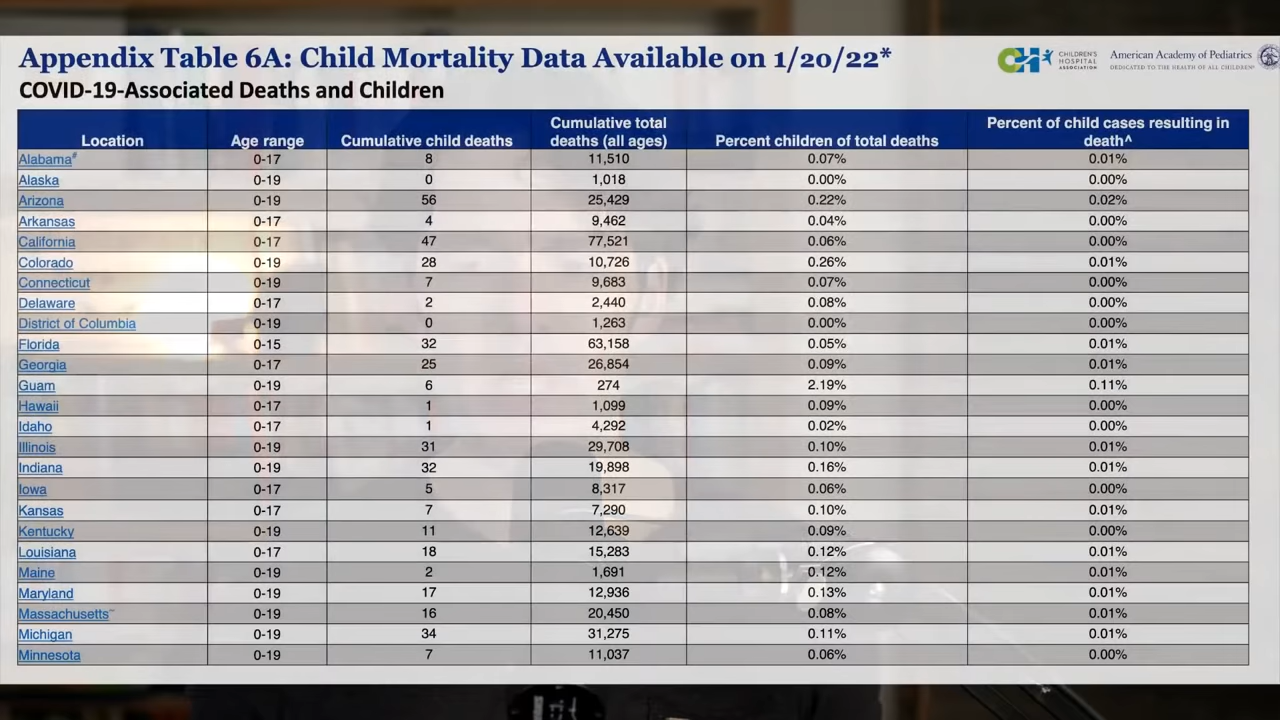 Appendix Table 6A: Child Mortality Data Available on 1/20/22*
COVID-19-Associated Deaths and Children
CHILDREN'S
HOSPITAL
ASSOCIATION
American Academy of Pediatrics
DEDICATED TO THE HEALTH OF ALL CHILDREN®
Location Age range Cumulative child deaths Cumulative total deaths (all ages) Percent children of total deaths Percent of child cases resulting in death^
Alabama# 0-17 8 11,510 0.07% 0.01%
Alaska 0-19 0 1,018 0.00% 0.00%
Arizona 0-19 56 25,429 0.22% 0.02%
Arkansas 0-17 4 9,462 0.04% 0.00%
California 0-17 47 77,521 0.06% 0.00%
Colorado 0-19 28 10,726 0.26% 0.01%
Connecticut 0-19 7 9,683 0.07% 0.00%
Delaware 0-17 2 2,440 0.08% 0.00%
District of Columbia 0-19 0 1,263 0.00% 0.00%
Florida 0-15 32 63,158 0.05% 0.01%
Georgia 0-17 25 26,854 0.09% 0.01%
Guam 0-19 6 274 2.19% 0.11%
Hawaii 0-17 1 1,099 0.09% 0.00%
Idaho 0-17 1 4,292 0.02% 0.00%
Illinois 0-19 31 29,708 0.10% 0.01%
Indiana 0-19 32 19,898 0.16% 0.01%
Iowa 0-17 5 8,317 0.06% 0.00%
Kansas 0-17 7 7,290 0.10% 0.01%
Kentucky 0-19 11 12,639 0.09% 0.00%
Louisiana 0-17 18 15,283 0.12% 0.01%
Maine 0-19 2 1,691 0.12% 0.01%
Maryland 0-19 17 12,936 0.13% 0.01%
Massachusetts~ 0-19 16 20,450 0.08% 0.01%
Michigan 0-19 34 31,275 0.11% 0.01%
Minnesota 0-19 7 11,037 0.06% 0.00%